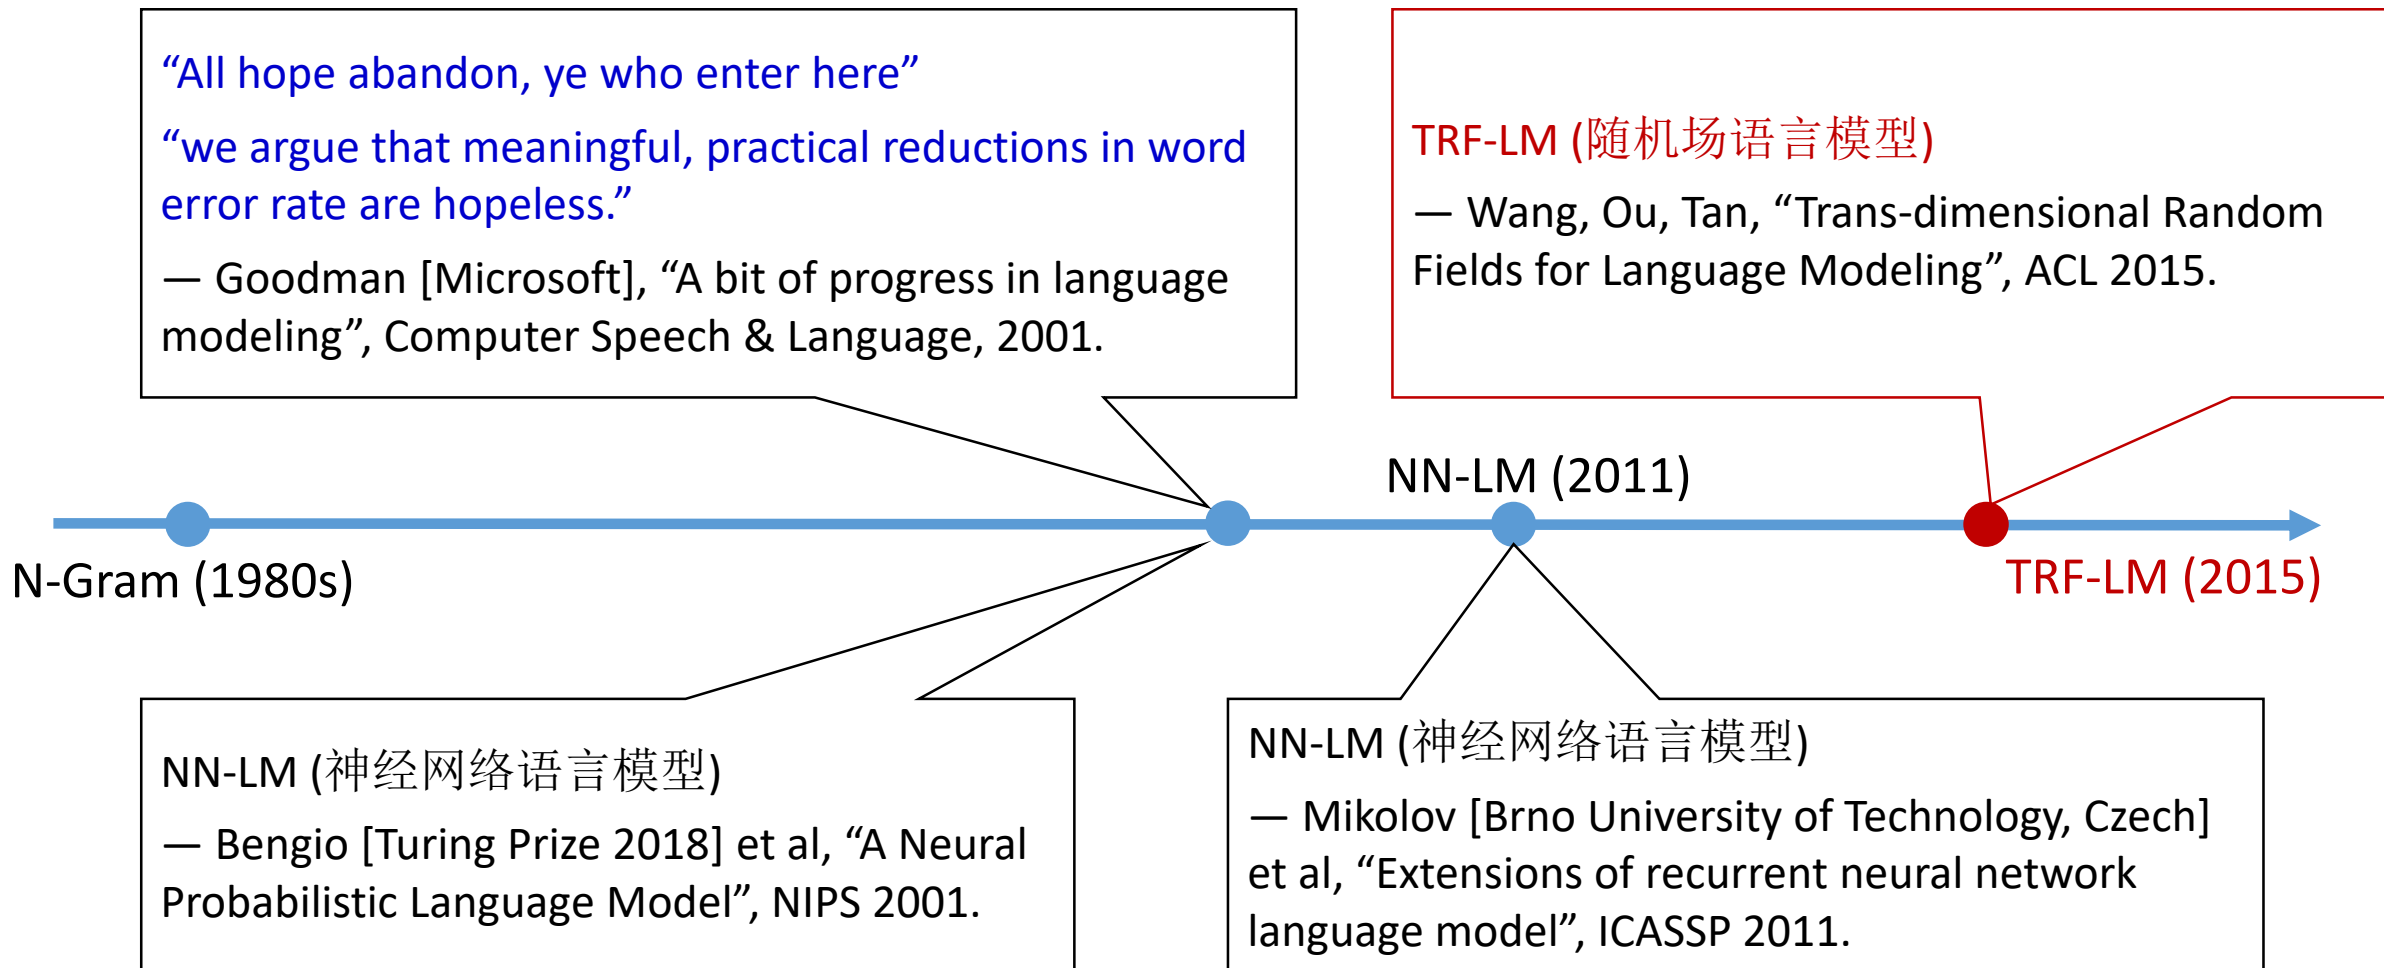 “All hope abandon, ye who enter here”
“we argue that meaningful, practical reductions in word
error rate are hopeless.”
— Goodman [Microsoft], “A bit of progress in language
modeling”, Computer Speech & Language, 2001.
TRF-LM (随机场语言模型)
— Wang, Ou, Tan, “Trans-dimensional Random
Fields for Language Modeling”, ACL 2015.
NN-LM (2011)
N-Gram (1980s)
TRF-LM (2015)
NN-LM (神经网络语言模型)
— Bengio [Turing Prize 2018] et al, “A Neural
Probabilistic Language Model”, NIPS 2001.
NN-LM (神经网络语言模型)
— Mikolov [Brno University of Technology, Czech]
et al, “Extensions of recurrent neural network
language model”, ICASSP 2011.